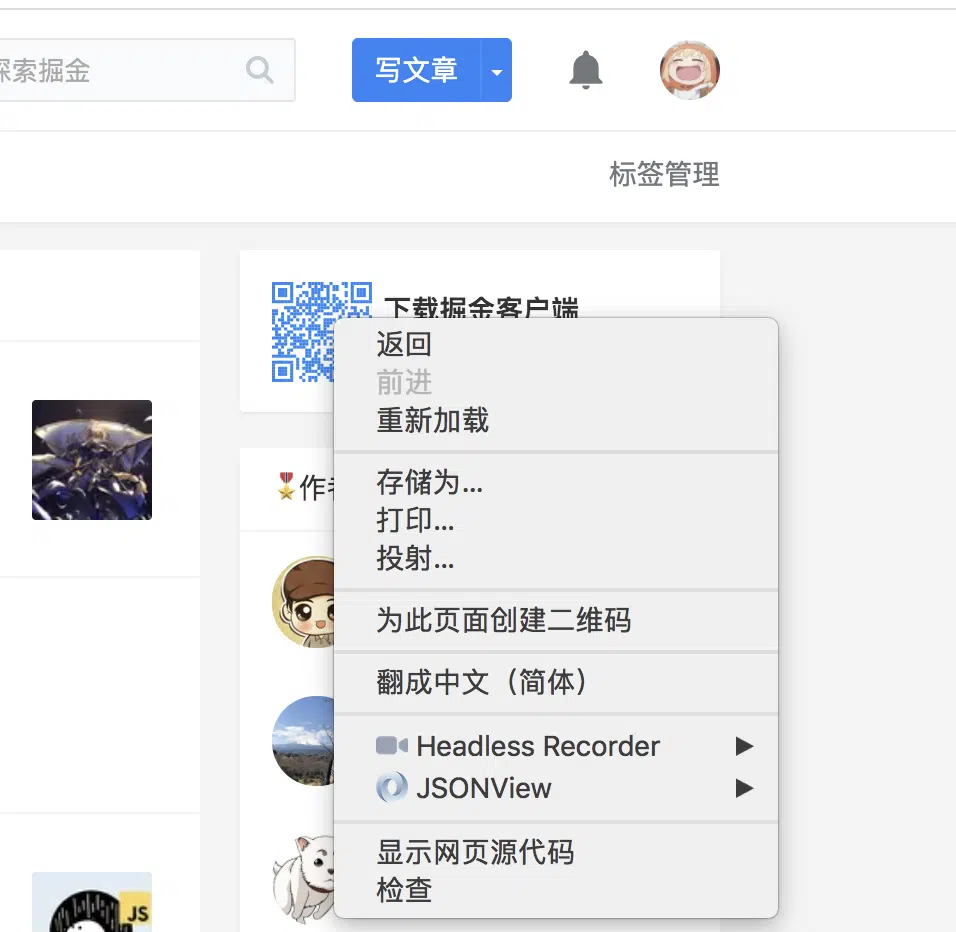 探索掘金
写文章
标签管理
下载掘金客户端
返回
前进
重新加载
存储为...
打印...
投射...
为此页面创建二维码
翻成中文（简体）
🎖️作者
Headless Recorder
JSONView
显示网页源代码
检查
JS